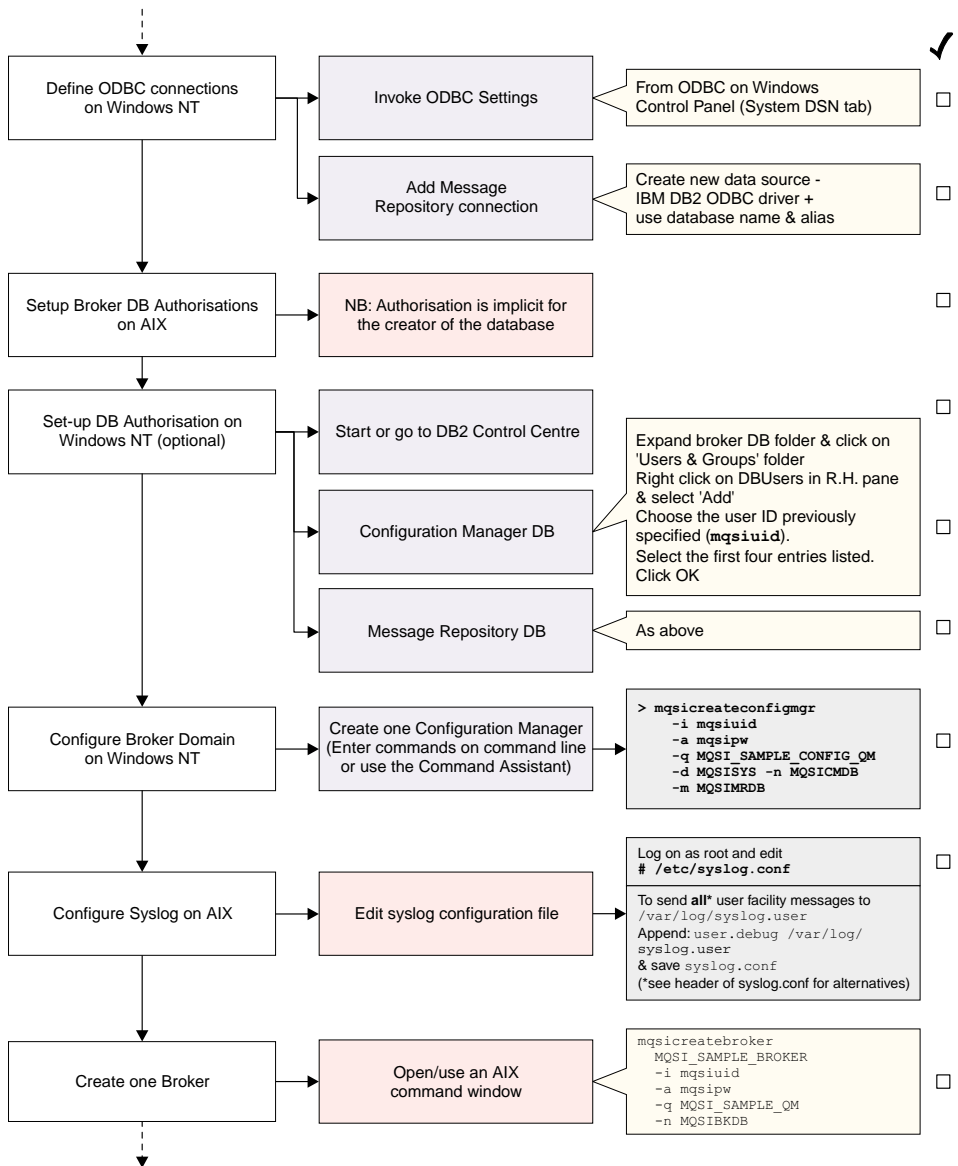 Define ODBC connections
on Windows NT
Invoke ODBC Settings
From ODBC on Windows
Control Panel (System DSN tab)
Add Message
Repository connection
Create new data source -
IBM DB2 ODBC driver +
use database name & alias
Setup Broker DB Authorisations
on AIX
NB: Authorisation is implicit for
the creator of the database
Set-up DB Authorisation on
Windows NT (optional)
Start or go to DB2 Control Centre
Configuration Manager DB
Expand broker DB folder & click on
'Users & Groups' folder
Right click on DBUsers in R.H. pane
& select 'Add'
Choose the user ID previously
specified (mqsiuid).
Select the first four entries listed.
Click OK
Message Repository DB
As above
Configure Broker Domain
on Windows NT
Create one Configuration Manager
(Enter commands on command line
or use the Command Assistant)
> mqsicreateconfigmgr
-i mqsiuid
-a mqsipw
-q MQSI_SAMPLE_CONFIG_QM
-d MQSISYS -n MQSICMDB
-m MQSIMRDB
Configure Syslog on AIX
Edit syslog configuration file
Log on as root and edit
# /etc/syslog.conf
To send all* user facility messages to
/var/log/syslog.user
Append: user.debug /var/log/
syslog.user
& save syslog.conf
(*see header of syslog.conf for alternatives)
Create one Broker
Open/use an AIX
command window
mqsicreatebroker
MQSI_SAMPLE_BROKER
-i mqsiuid
-a mqsipw
-q MQSI_SAMPLE_QM
-n MQSIBKDB